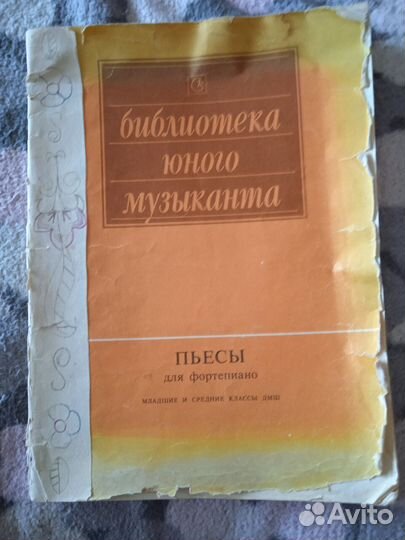 библиотека
юного
музыканта
ПЬЕСЫ
для фортепиано
МЛАДШИЕ И СРЕДНИЕ КЛАССЫ ДМШ
Avito